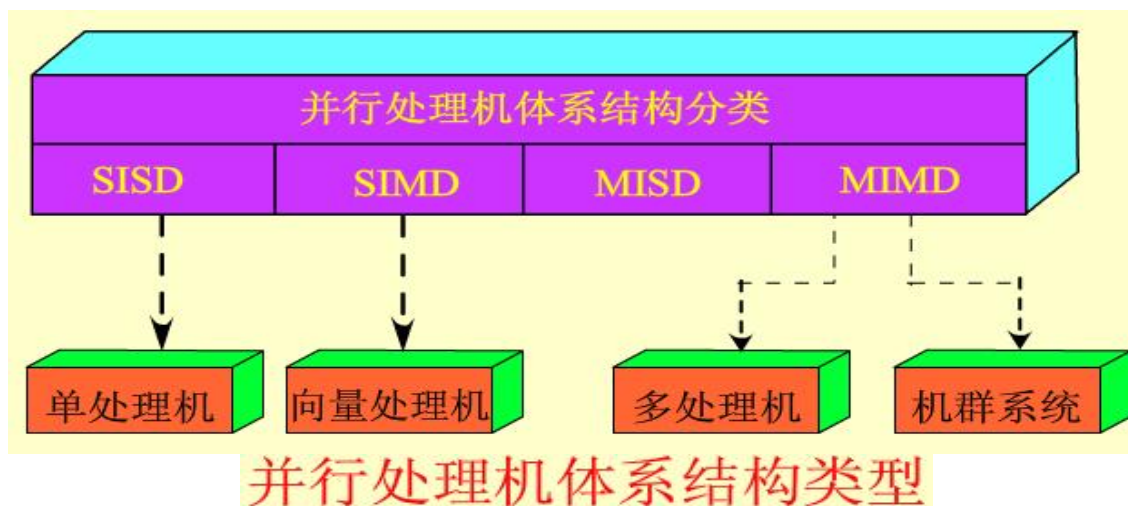 并行处理机体系结构分类
SISD SIMD MISD MIMD
单处理机 向量处理机 多处理机 机群系统
并行处理机体系结构类型